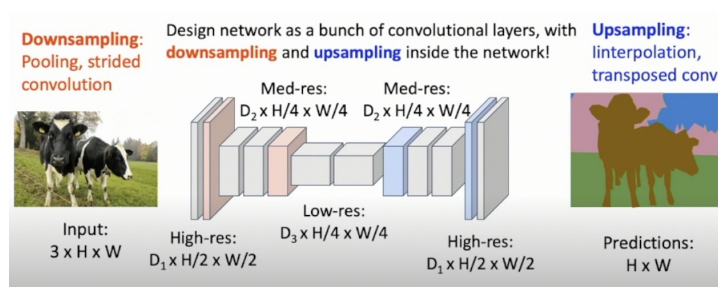 Downsampling:
Pooling, strided
convolution
Design network as a bunch of convolutional layers, with
downsampling and upsampling inside the network!
Upsampling:
linterpolation,
transposed conv
Med-res:
D₂ x H/4 x W/4
Med-res:
D₂ x H/4 x W/4
Low-res:
D₃ x H/4 x W/4
Input:
3 x H x W
High-res:
D₁ x H/2 x W/2
High-res:
D₁ x H/2 x W/2
Predictions:
H x W